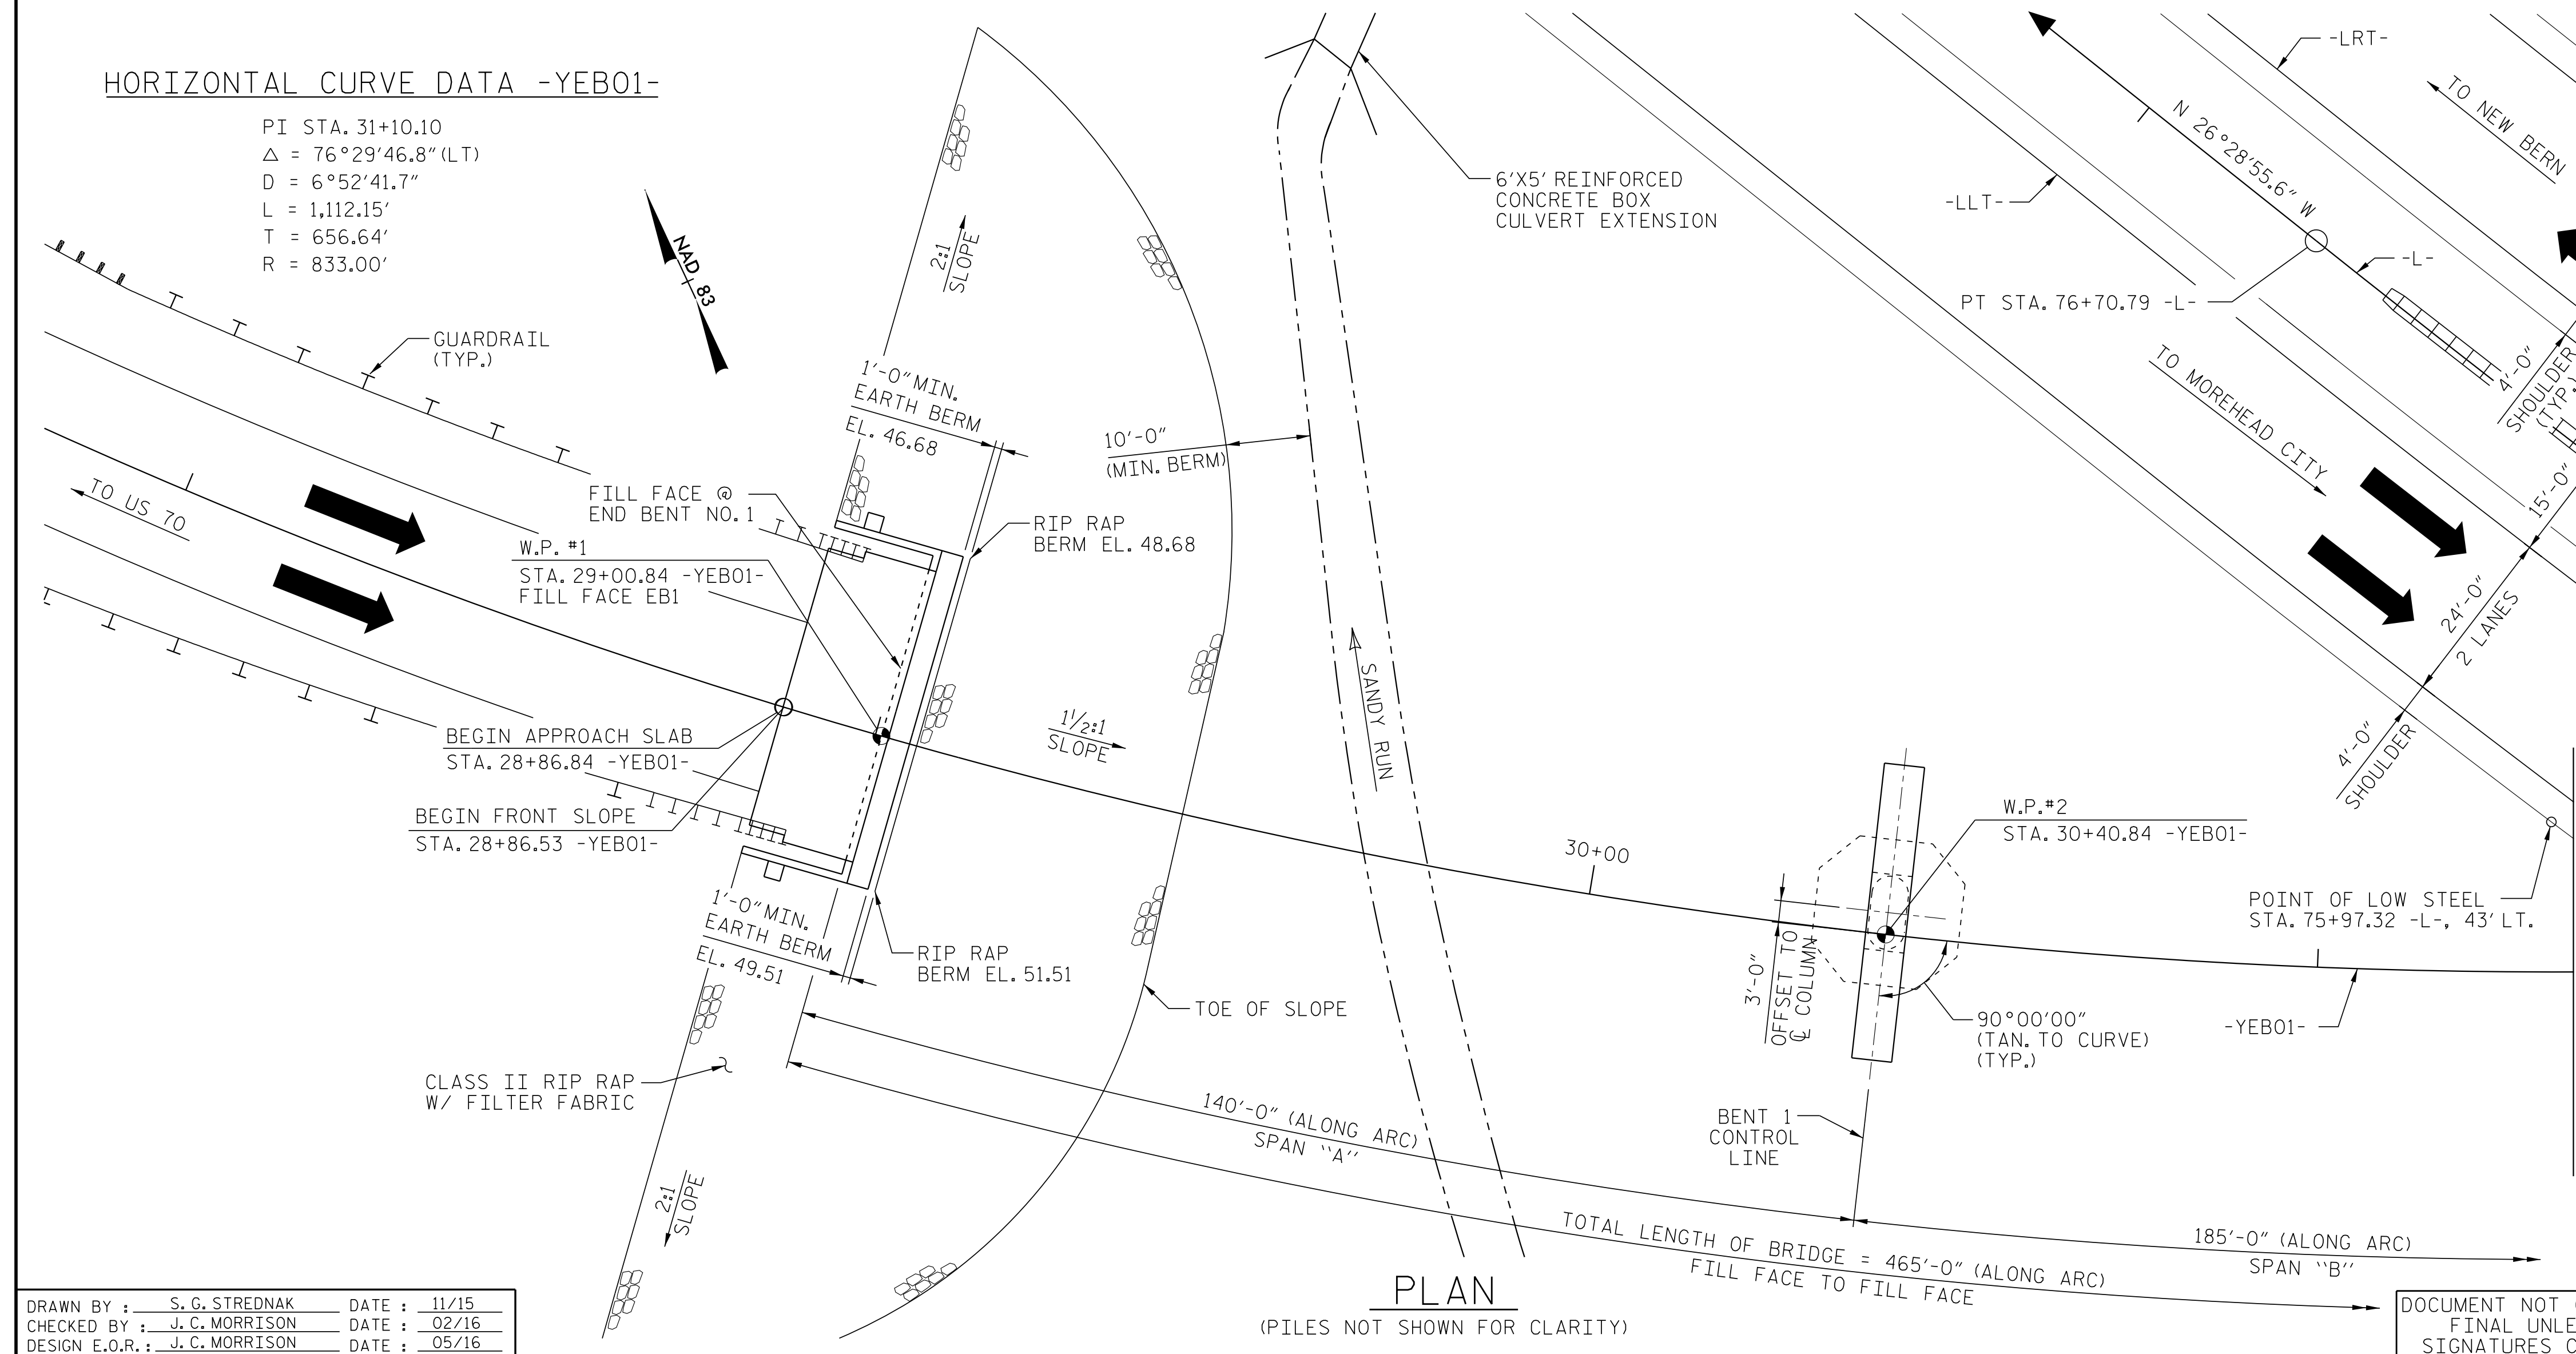 HORIZONTAL CURVE DATA -YEB01-
PI STA. 31+10.10
△ = 76°29'46.8" (LT)
D = 6°52'41.7"
L = 1,112.15'
T = 656.64'
R = 833.00'
NAD 83
GUARDRAIL
(TYP.)
TO US 70
2:1
SLOPE
1'-0" MIN.
EARTH BERM
EL. 46.68
10'-0"
(MIN. BERM)
6'X5' REINFORCED
CONCRETE BOX
CULVERT EXTENSION
-LRT-
TO NEW BERN
N 26°28'55.6" W
-LLT-
-L-
PT STA. 76+70.79 -L-
TO MOREHEAD CITY
4'-0"
SHOULDER
(TYP.)
15'-0"
24'-0"
2 LANES
4'-0"
SHOULDER
FILL FACE @
END BENT NO. 1
W.P. #1
STA. 29+00.84 -YEB01-
FILL FACE EB1
RIP RAP
BERM EL. 48.68
BEGIN APPROACH SLAB
STA. 28+86.84 -YEB01-
BEGIN FRONT SLOPE
STA. 28+86.53 -YEB01-
1 1/2:1
SLOPE
SANDY RUN
30+00
W.P. #2
STA. 30+40.84 -YEB01-
POINT OF LOW STEEL
STA. 75+97.32 -L-, 43' LT.
1'-0" MIN.
EARTH BERM
EL. 49.51
RIP RAP
BERM EL. 51.51
TOE OF SLOPE
3'-0"
OFFSET TO
℄ COLUMN
90°00'00"
(TAN. TO CURVE)
(TYP.)
-YEB01-
CLASS II RIP RAP
W/ FILTER FABRIC
2:1
SLOPE
140'-0" (ALONG ARC)
SPAN ``A''
BENT 1
CONTROL
LINE
185'-0" (ALONG ARC)
SPAN ``B''
TOTAL LENGTH OF BRIDGE = 465'-0" (ALONG ARC)
FILL FACE TO FILL FACE
PLAN
(PILES NOT SHOWN FOR CLARITY)
DRAWN BY : S. G. STREDNAK DATE : 11/15
CHECKED BY : J. C. MORRISON DATE : 02/16
DESIGN E.O.R. : J. C. MORRISON DATE : 05/16
DOCUMENT NOT
FINAL UNLE
SIGNATURES C